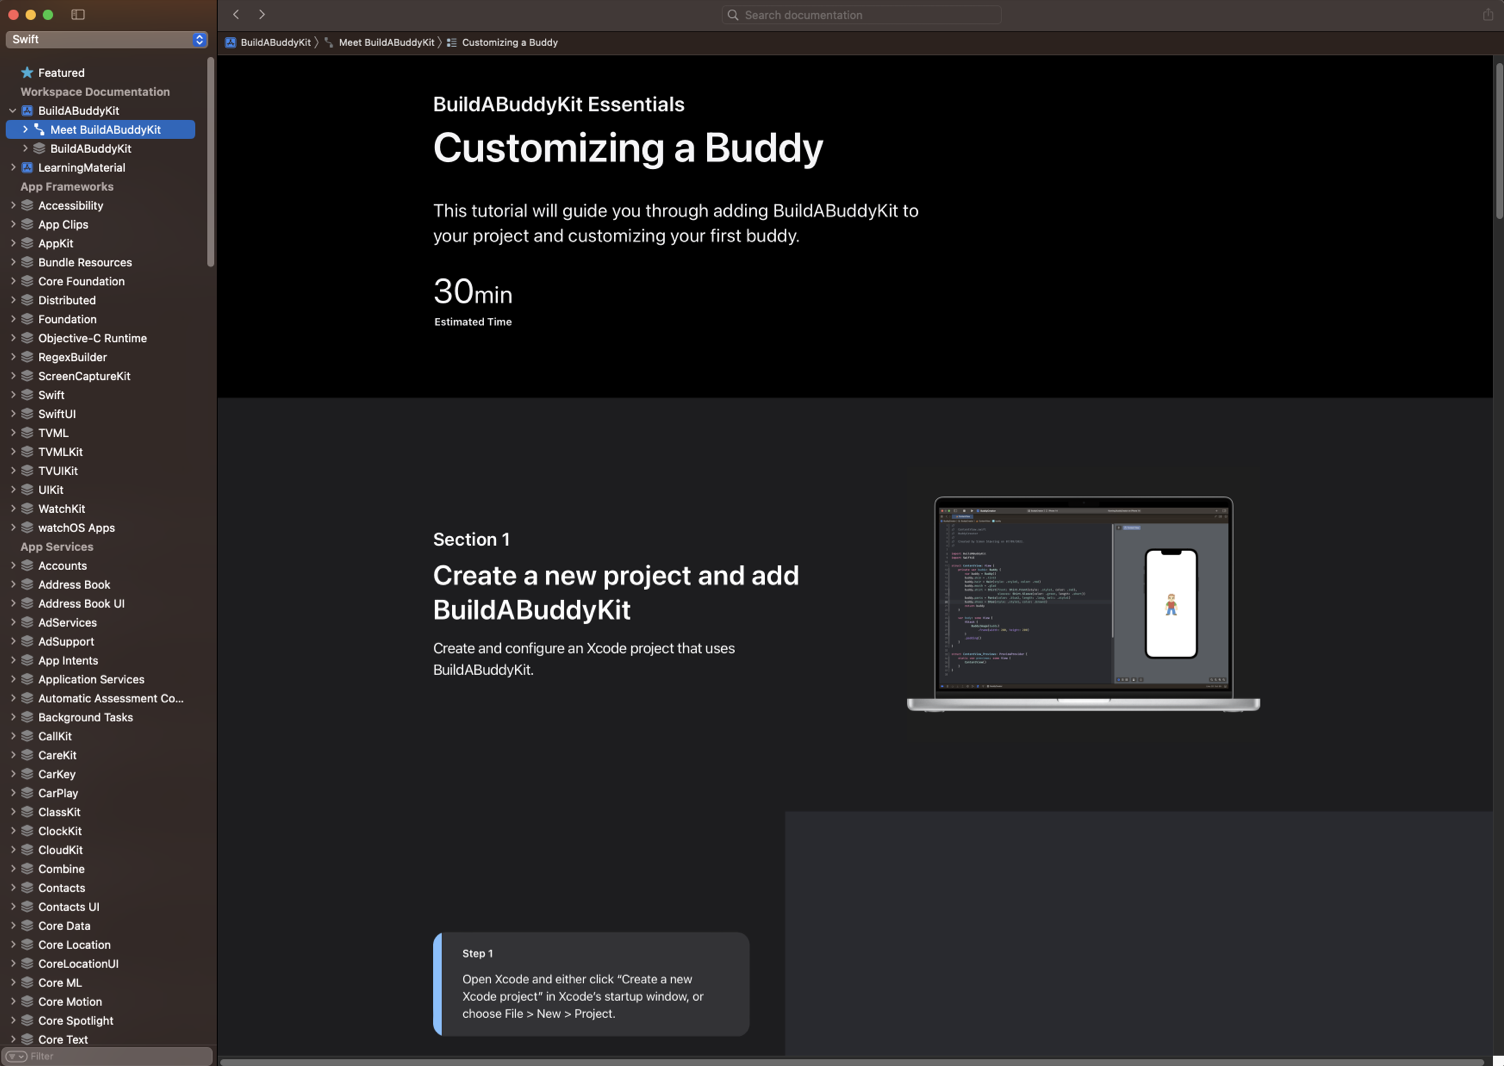 Swift
Search documentation
BuildABuddyKit
Meet BuildABuddyKit
Customizing a Buddy
Featured
Workspace Documentation
BuildABuddyKit
Meet BuildABuddyKit
BuildABuddyKit
LearningMaterial
App Frameworks
Accessibility
App Clips
AppKit
Bundle Resources
Core Foundation
Distributed
Foundation
Objective-C Runtime
RegexBuilder
ScreenCaptureKit
Swift
SwiftUI
TVML
TVMLKit
TVUIKit
UIKit
WatchKit
watchOS Apps
App Services
Accounts
Address Book
Address Book UI
AdServices
AdSupport
App Intents
Application Services
Automatic Assessment Co...
Background Tasks
CallKit
CareKit
CarKey
CarPlay
ClassKit
ClockKit
CloudKit
Combine
Contacts
Contacts UI
Core Data
Core Location
CoreLocationUI
Core ML
Core Motion
Core Spotlight
Core Text
Filter
BuildABuddyKit Essentials
Customizing a Buddy
This tutorial will guide you through adding BuildABuddyKit to
your project and customizing your first buddy.
30min
Estimated Time
Section 1
Create a new project and add
BuildABuddyKit
Create and configure an Xcode project that uses
BuildABuddyKit.
Step 1
Open Xcode and either click “Create a new
Xcode project” in Xcode’s startup window, or
choose File > New > Project.